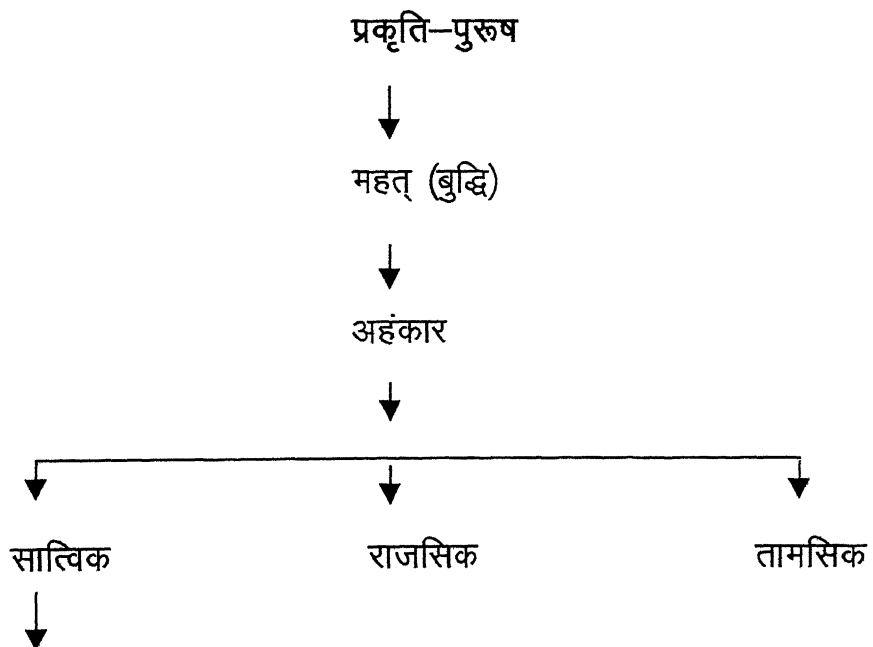 प्रकृति–पुरूष
महत् (बुद्धि)
अहंकार
सात्विक राजसिक तामसिक